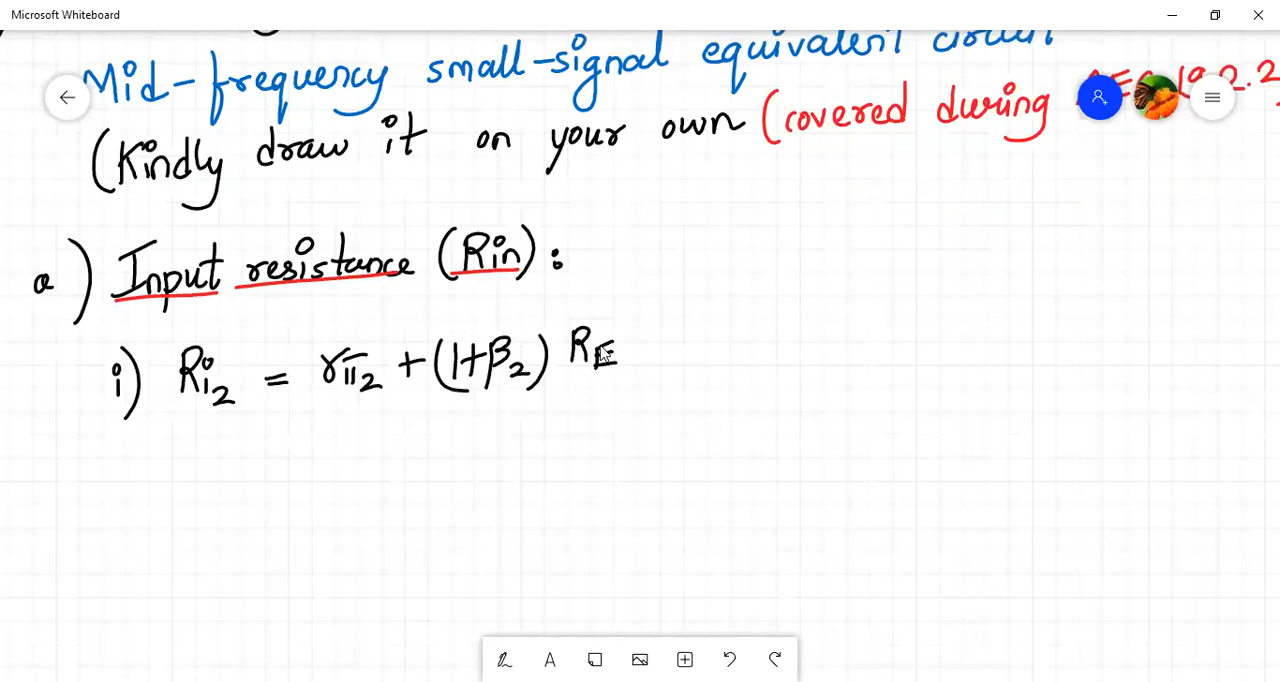 Microsoft Whiteboard
Mid-frequency small-signal equivalent circuit
(Kindly draw it on your own (covered during
a) Input resistance (Rin):
i) Ri2 = rπ2 + (1+β2) RE